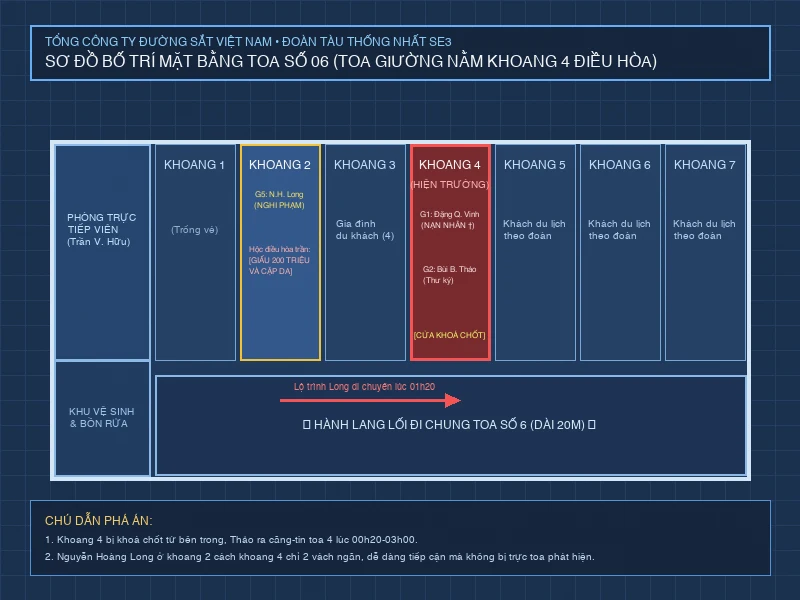 TỔNG CÔNG TY ĐƯỜNG SẮT VIỆT NAM • ĐOÀN TÀU THỐNG NHẤT SE3
SƠ ĐỒ BỐ TRÍ MẶT BẰNG TOA SỐ 06 (TOA GIƯỜNG NẰM KHOANG 4 ĐIỀU HÒA)
PHÒNG TRỰC
TIẾP VIÊN
(Trần V. Hữu)
KHOANG 1
(Trống vé)
KHOANG 2
G5: N.H. Long
(NGHI PHẠM)
Hộc điều hòa trần:
[GIẤU 200 TRIỆU
VÀ CẶP DA]
KHOANG 3
Gia đình
du khách (4)
KHOANG 4
(HIỆN TRƯỜNG)
G1: Đặng Q. Vinh
(NẠN NHÂN †)
G2: Bùi B. Thảo
(Thư ký)
[CỬA KHOÁ CHỐT]
KHOANG 5
Khách du lịch
theo đoàn
KHOANG 6
Khách du lịch
theo đoàn
KHOANG 7
Khách du lịch
theo đoàn
KHU VỆ SINH
& BỒN RỬA
Lộ trình Long di chuyển lúc 01h20
HÀNH LANG LỐI ĐI CHUNG TOA SỐ 6 (DÀI 20M)
CHÚ DẪN PHÁ ÁN:
1. Khoang 4 bị khoá chốt từ bên trong, Thảo ra căng-tin toa 4 lúc 00h20-03h00.
2. Nguyễn Hoàng Long ở khoang 2 cách khoang 4 chỉ 2 vách ngăn, dễ dàng tiếp cận mà không bị trực toa phát hiện.